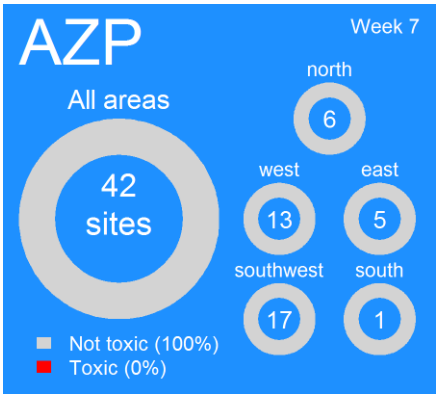 AZP
Week 7
All areas
42
sites
north
6
west
13
east
5
southwest
17
south
1
Not toxic (100%)
Toxic (0%)